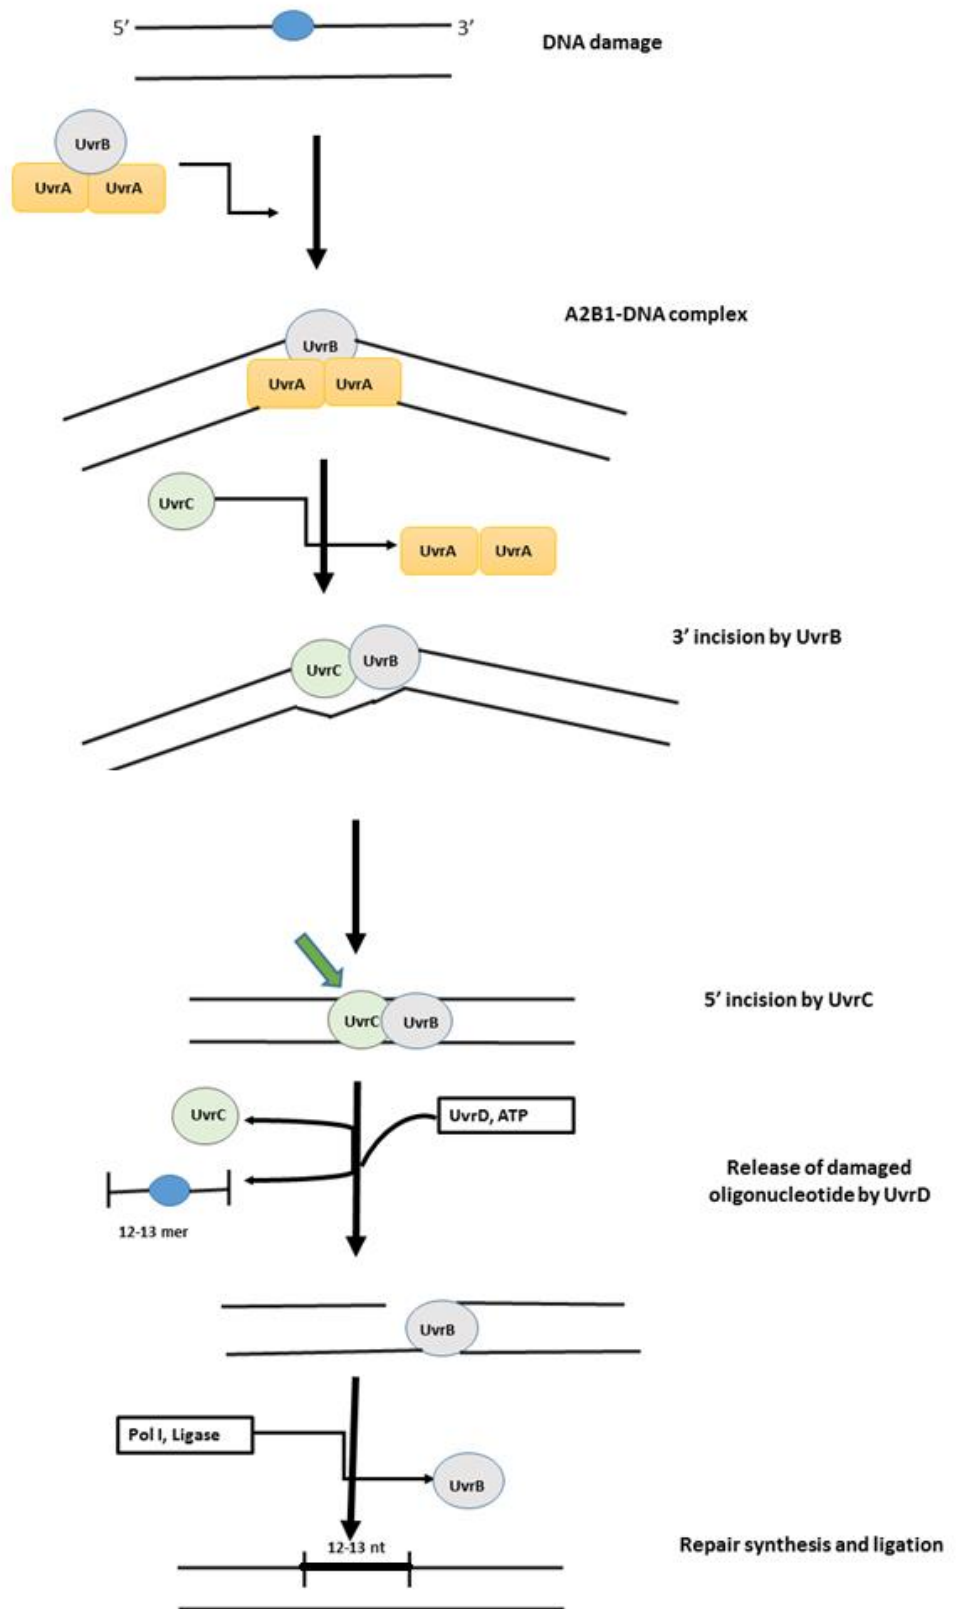 5′ 3′
DNA damage
UvrB
UvrA UvrA
A2B1-DNA complex
UvrB
UvrA UvrA
UvrC
UvrA UvrA
3′ incision by UvrB
UvrC UvrB
5′ incision by UvrC
UvrC UvrB
UvrC
UvrD, ATP
Release of damaged
oligonucleotide by UvrD
12-13 mer
UvrB
Pol I, Ligase
UvrB
Repair synthesis and ligation
12-13 nt